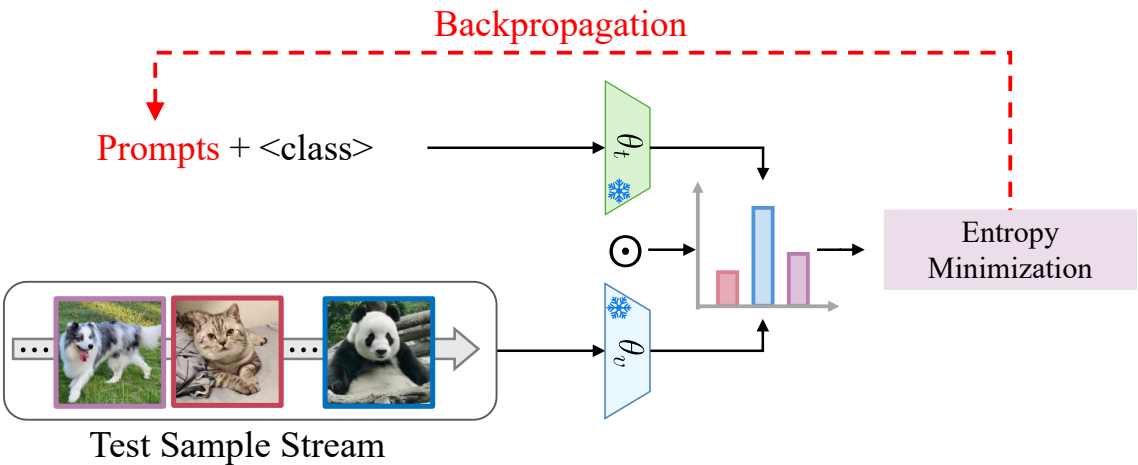 Backpropagation
Prompts + <class>
θt
Entropy
Minimization
θv
Test Sample Stream